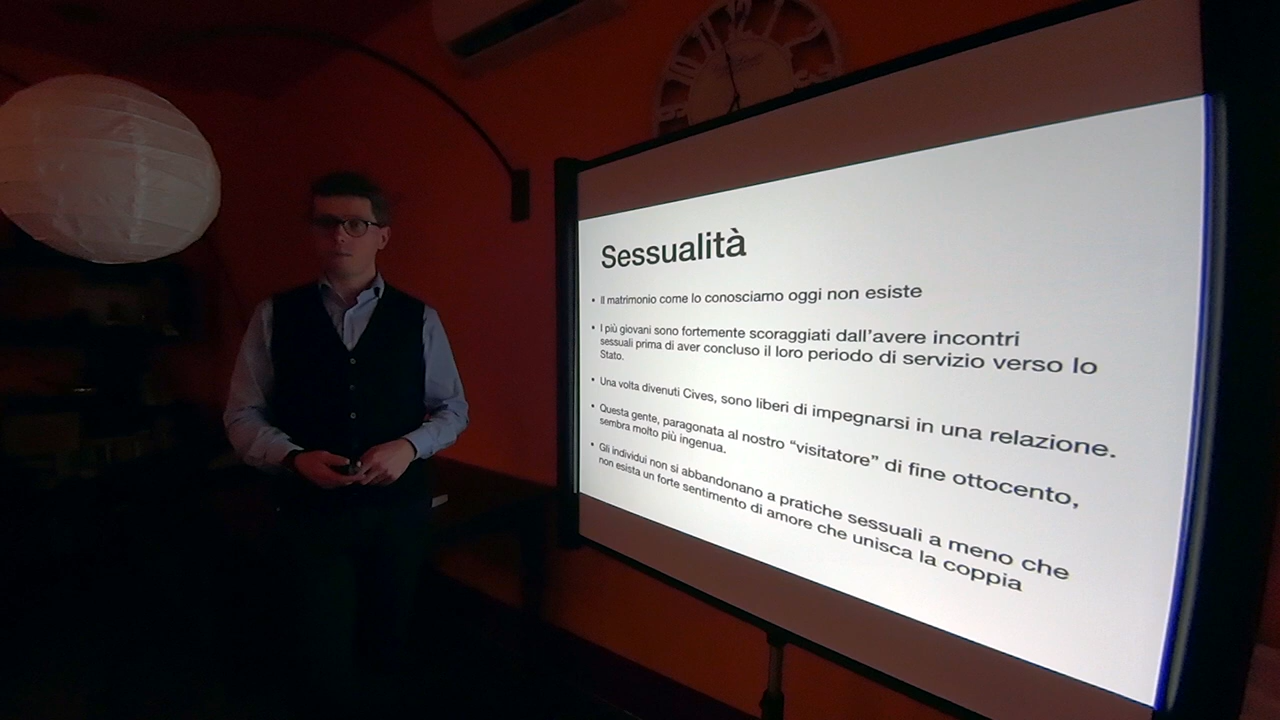 Sessualità
• Il matrimonio come lo conosciamo oggi non esiste
• I più giovani sono fortemente scoraggiati dall'avere incontri
sessuali prima di aver concluso il loro periodo di servizio verso lo
Stato.
• Una volta divenuti Cives, sono liberi di impegnarsi in una relazione.
• Questa gente, paragonata al nostro “visitatore” di fine ottocento,
sembra molto più ingenua.
• Gli individui non si abbandonano a pratiche sessuali a meno che
non esista un forte sentimento di amore che unisca la coppia